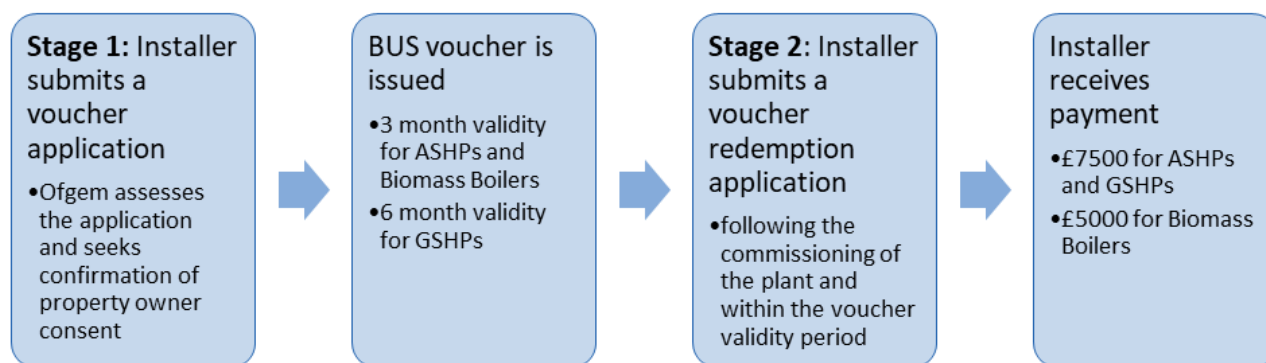 Stage 1: Installer
submits a
voucher
application
•Ofgem assesses
the application
and seeks
confirmation of
property owner
consent
BUS voucher is
issued
•3 month validity
for ASHPs and
Biomass Boilers
•6 month validity
for GSHPs
Stage 2: Installer
submits a
voucher
redemption
application
•following the
commissioning of
the plant and
within the voucher
validity period
Installer
receives
payment
•£7500 for ASHPs
and GSHPs
•£5000 for Biomass
Boilers